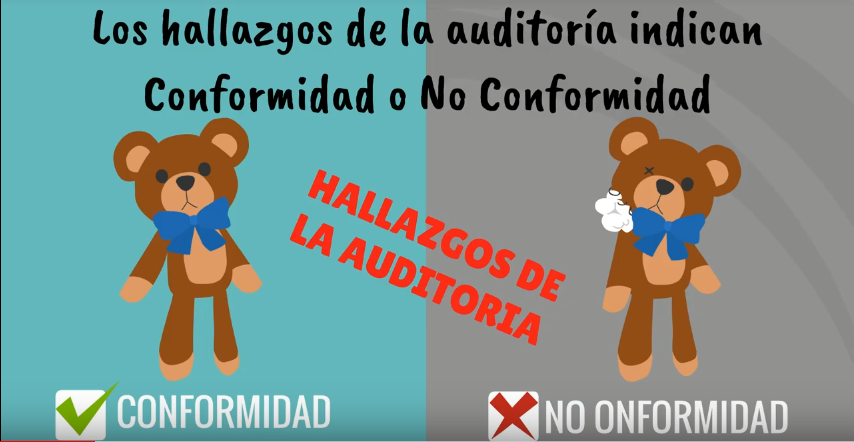 Los hallazgos de la auditoría indican
Conformidad o No Conformidad
HALLAZGOS DE
LA AUDITORIA
CONFORMIDAD
NO ONFORMIDAD